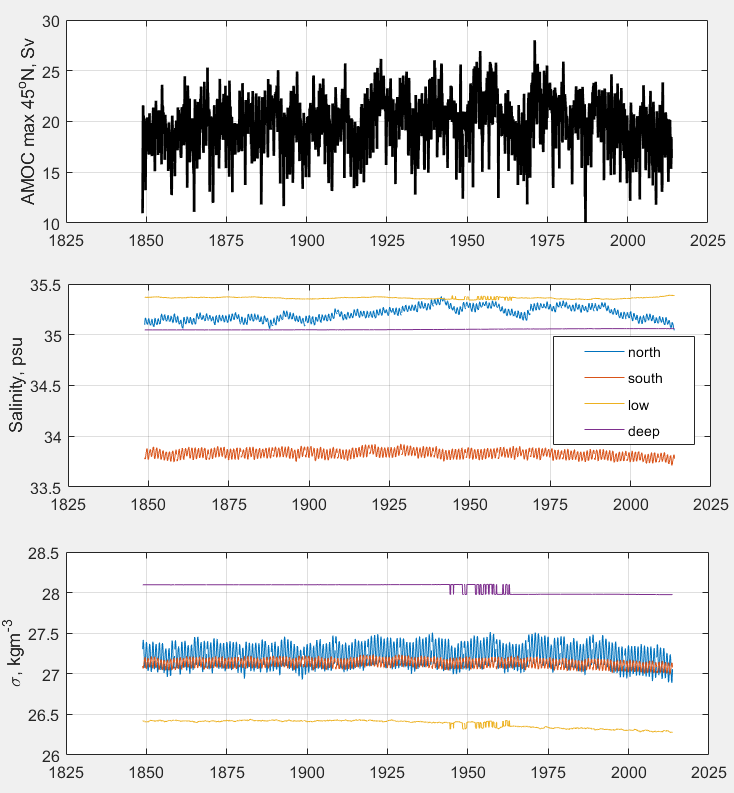 30
25
20
15
10
AMOC max 45°N, Sv
1825 1850 1875 1900 1925 1950 1975 2000 2025
35.5
35
34.5
34
33.5
Salinity, psu
north
south
low
deep
1825 1850 1875 1900 1925 1950 1975 2000 2025
28.5
28
27.5
27
26.5
26
σ, kgm⁻³
1825 1850 1875 1900 1925 1950 1975 2000 2025